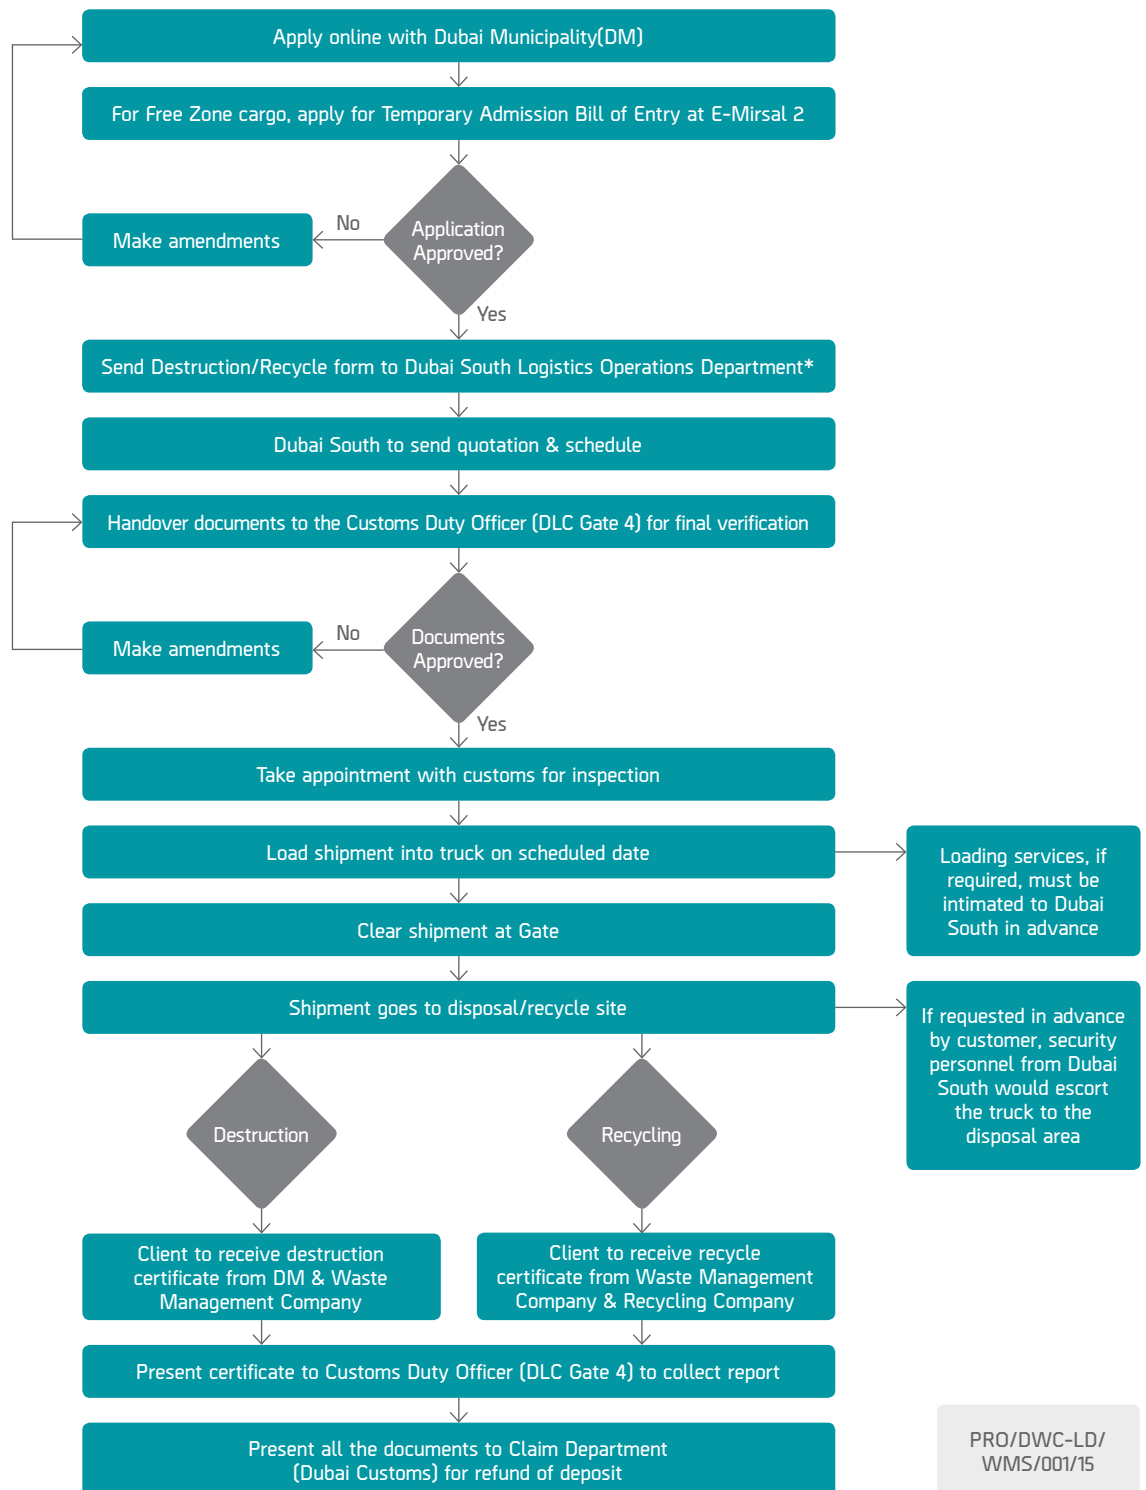 Apply online with Dubai Municipality(DM)
For Free Zone cargo, apply for Temporary Admission Bill of Entry at E-Mirsal 2
Application
Approved?
No
Make amendments
Yes
Send Destruction/Recycle form to Dubai South Logistics Operations Department*
Dubai South to send quotation & schedule
Handover documents to the Customs Duty Officer (DLC Gate 4) for final verification
Documents
Approved?
No
Make amendments
Yes
Take appointment with customs for inspection
Load shipment into truck on scheduled date
Loading services, if
required, must be
intimated to Dubai
South in advance
Clear shipment at Gate
Shipment goes to disposal/recycle site
If requested in advance
by customer, security
personnel from Dubai
South would escort
the truck to the
disposal area
Destruction
Recycling
Client to receive destruction
certificate from DM & Waste
Management Company
Client to receive recycle
certificate from Waste Management
Company & Recycling Company
Present certificate to Customs Duty Officer (DLC Gate 4) to collect report
Present all the documents to Claim Department
(Dubai Customs) for refund of deposit
PRO/DWC-LD/
WMS/001/15